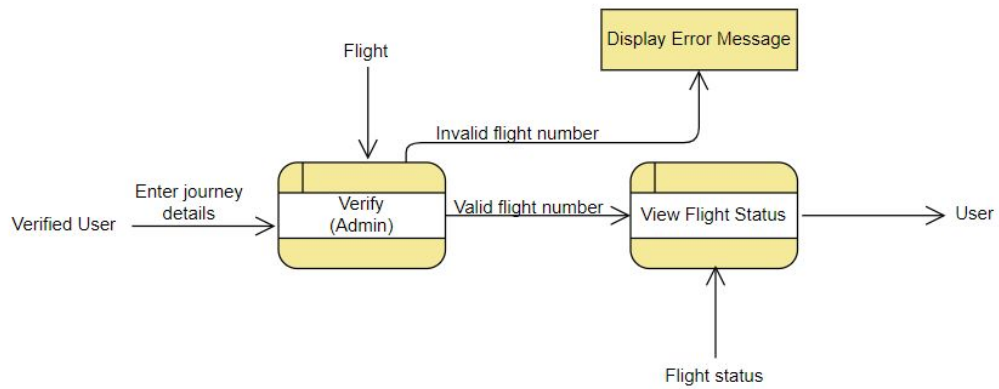 Display Error Message
Flight
Invalid flight number
Enter journey
details
Verified User
Verify
(Admin)
Valid flight number
View Flight Status
User
Flight status